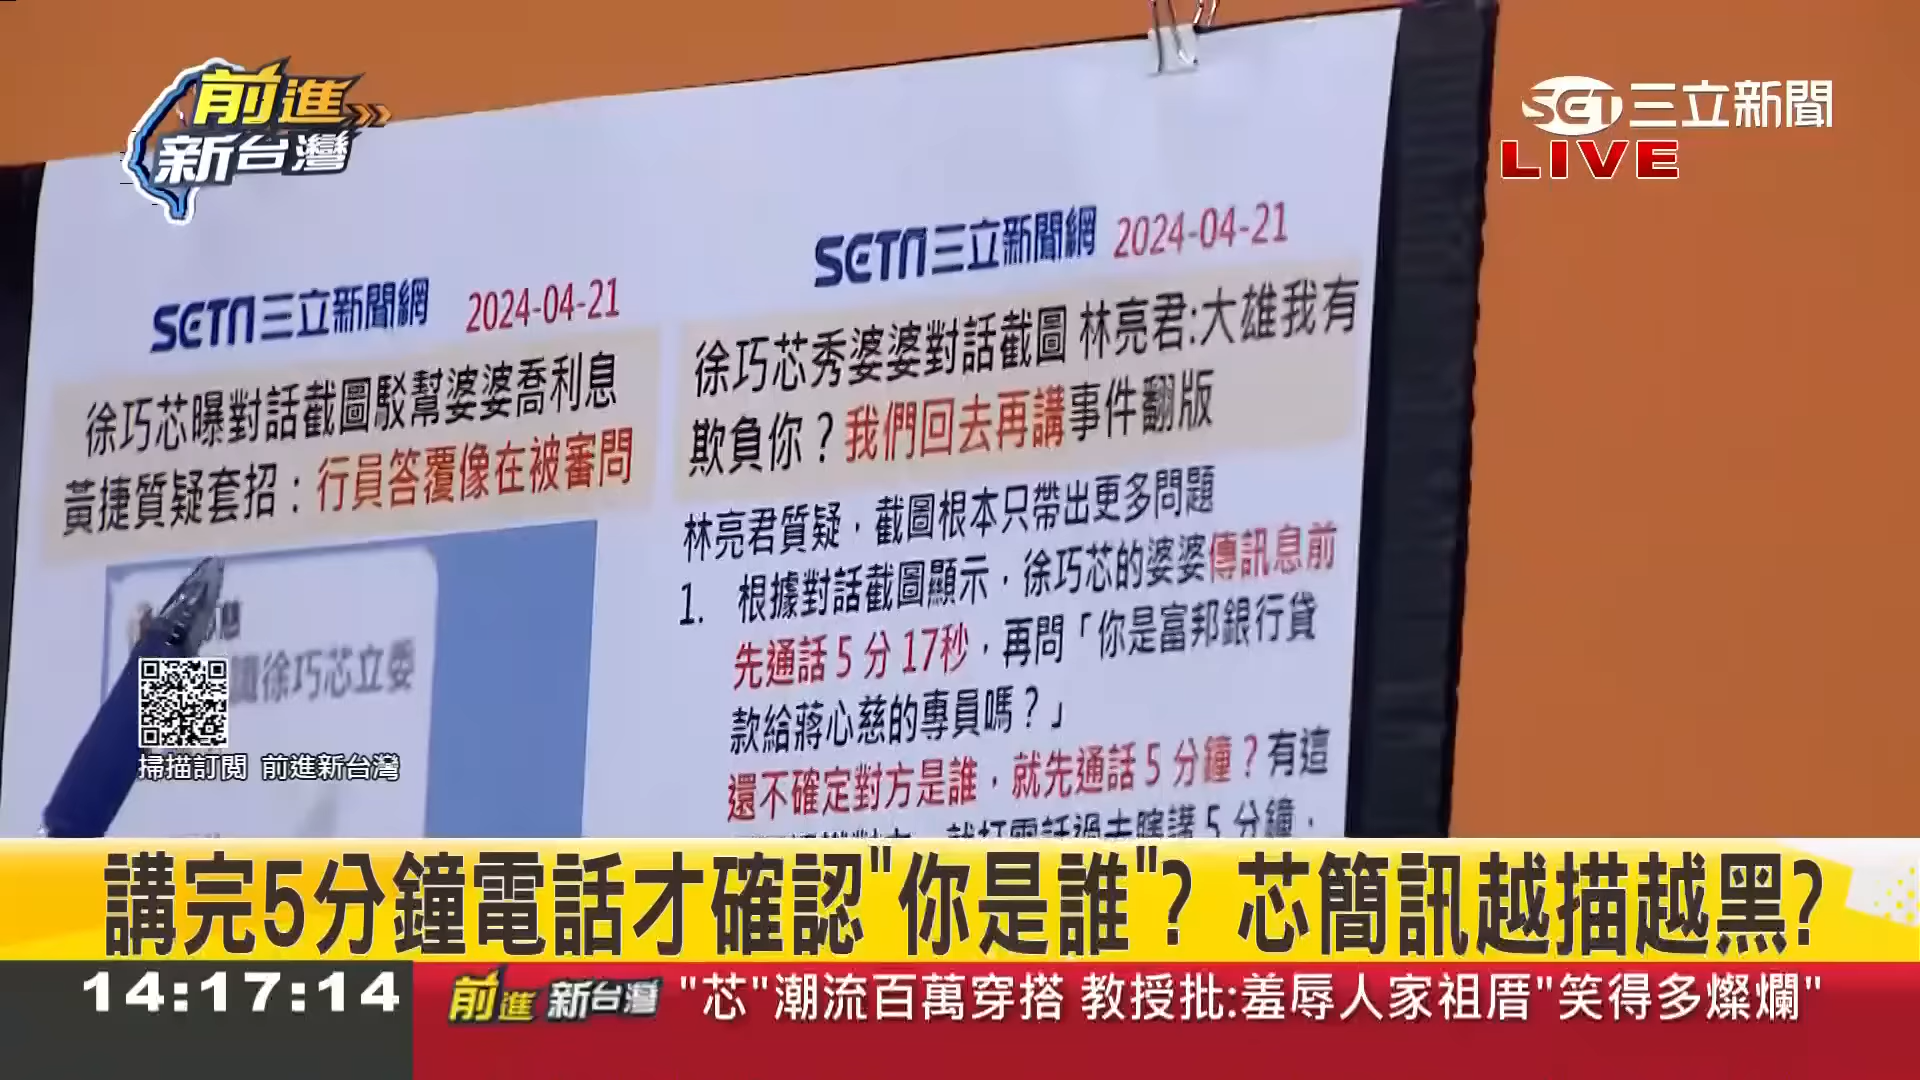 前進
新台灣
SET三立新聞
LIVE
SETN三立新聞網 2024-04-21
徐巧芯曝對話截圖駁幫婆婆喬利息
黃捷質疑套招：行員答覆像在被審問
識徐巧芯立委
SETN三立新聞網 2024-04-21
徐巧芯秀婆婆對話截圖 林亮君:大雄我有
欺負你？我們回去再講事件翻版
林亮君質疑，截圖根本只帶出更多問題
1. 根據對話截圖顯示，徐巧芯的婆婆傳訊息前
先通話5分17秒，再問「你是富邦銀行貸
款給蔣心慈的專員嗎？」
還不確定對方是誰，就先通話5分鐘？有這
就打電話過去瞎講5分鐘，
掃描訂閱 前進新台灣
講完5分鐘電話才確認"你是誰"? 芯簡訊越描越黑?
14:17:14
前進新台灣 "芯"潮流百萬穿搭 教授批:羞辱人家祖厝"笑得多燦爛"